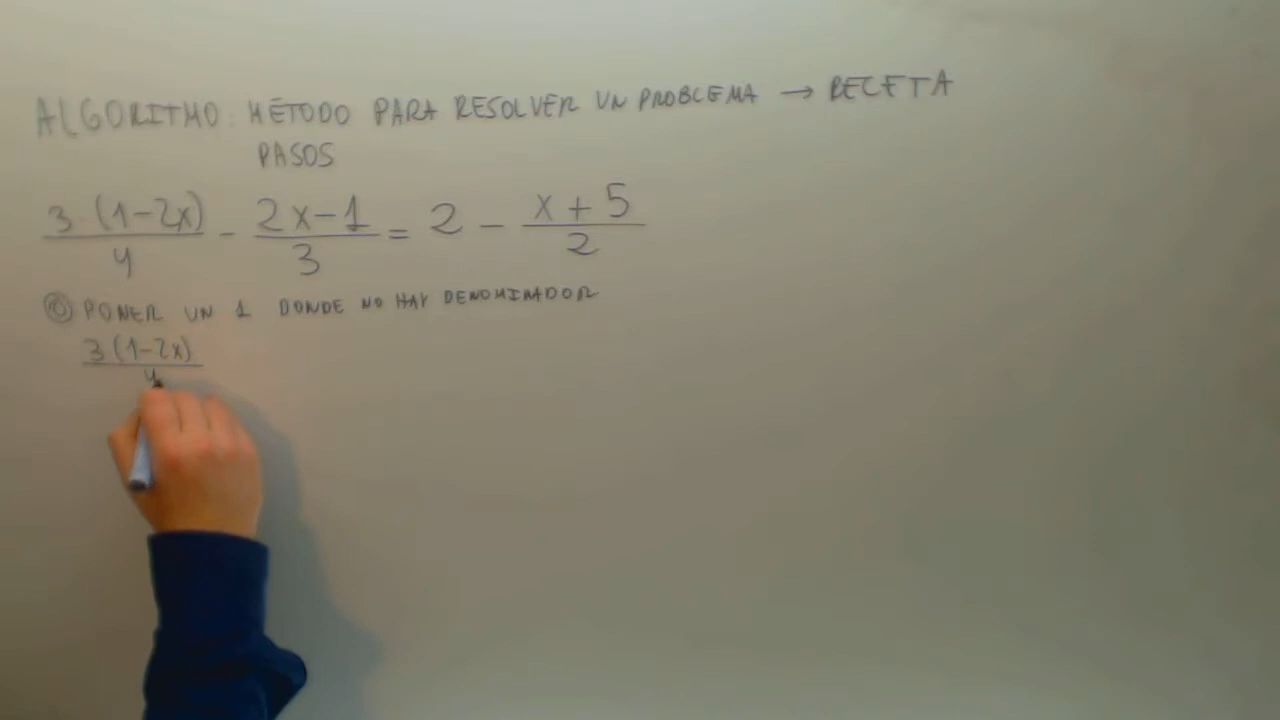 ALGORITMO: MÉTODO PARA RESOLVER UN PROBLEMA → RECETA
PASOS
3 (1-2x)/4 - 2x-1/3 = 2 - x+5/2
⓪ PONER UN 1 DONDE NO HAY DENOMINADOR
3(1-2x)/4